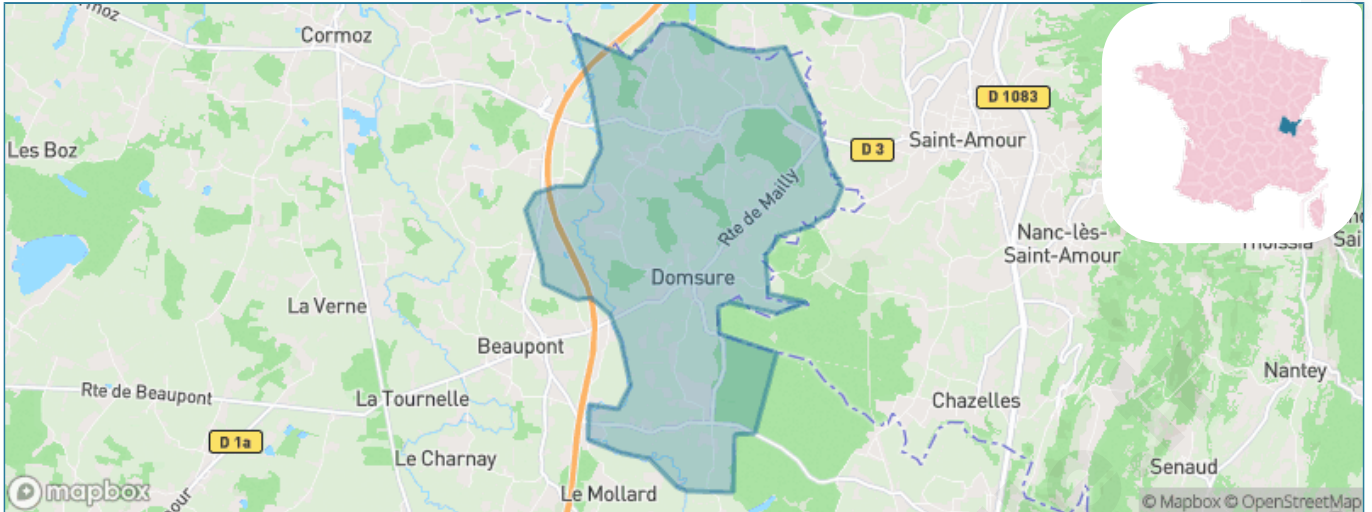 Cormoz
rmoz
D 1083
Les Boz
Saint-Amour
D 3
Rte de Mailly
Nanc-lès-
Saint-Amour
Domsure
La Verne
Beaupont
Nantey
Rte de Beaupont
La Tournelle
Chazelles
D 1a
Le Charnay
Senaud
Le Mollard
mapbox
© Mapbox © OpenStreetMap